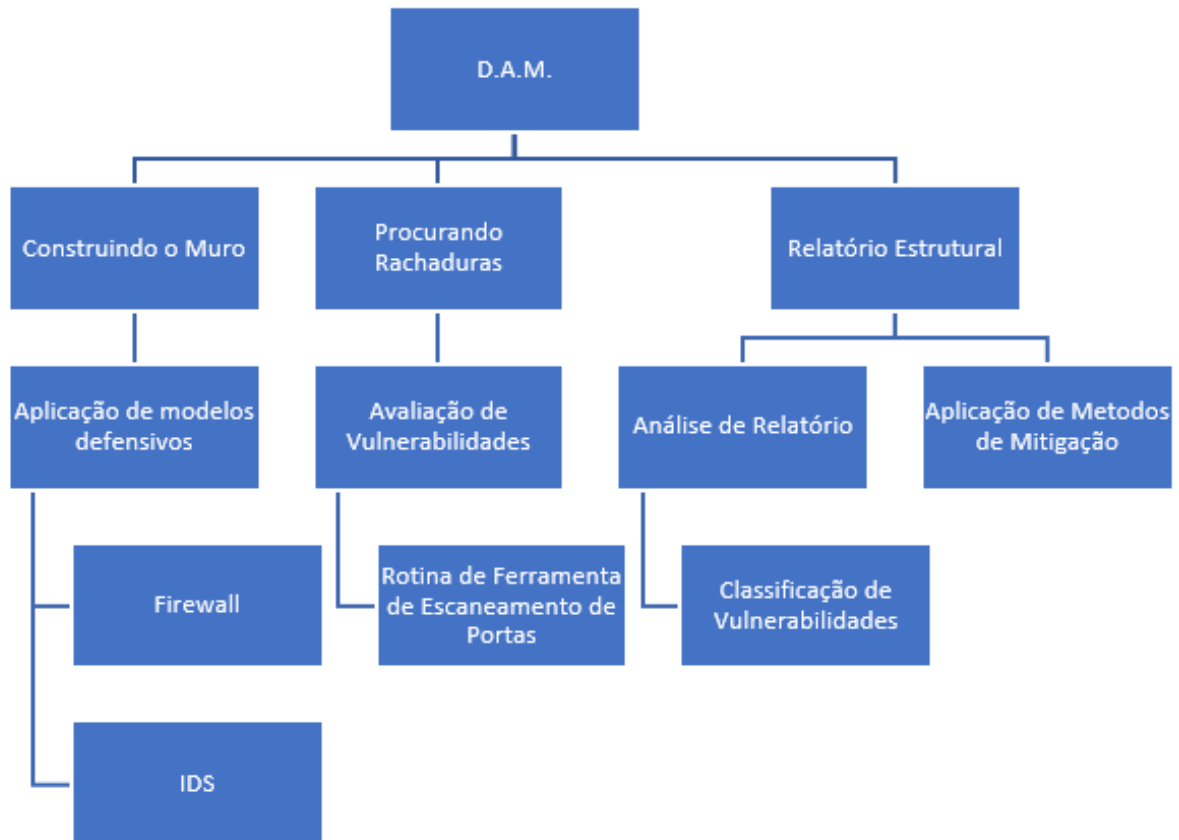 D.A.M.
Construindo o Muro
Procurando
Rachaduras
Relatório Estrutural
Aplicação de modelos
defensivos
Avaliação de
Vulnerabilidades
Análise de Relatório
Aplicação de Metodos
de Mitigação
Firewall
Rotina de Ferramenta
de Escaneamento de
Portas
Classificação de
Vulnerabilidades
IDS